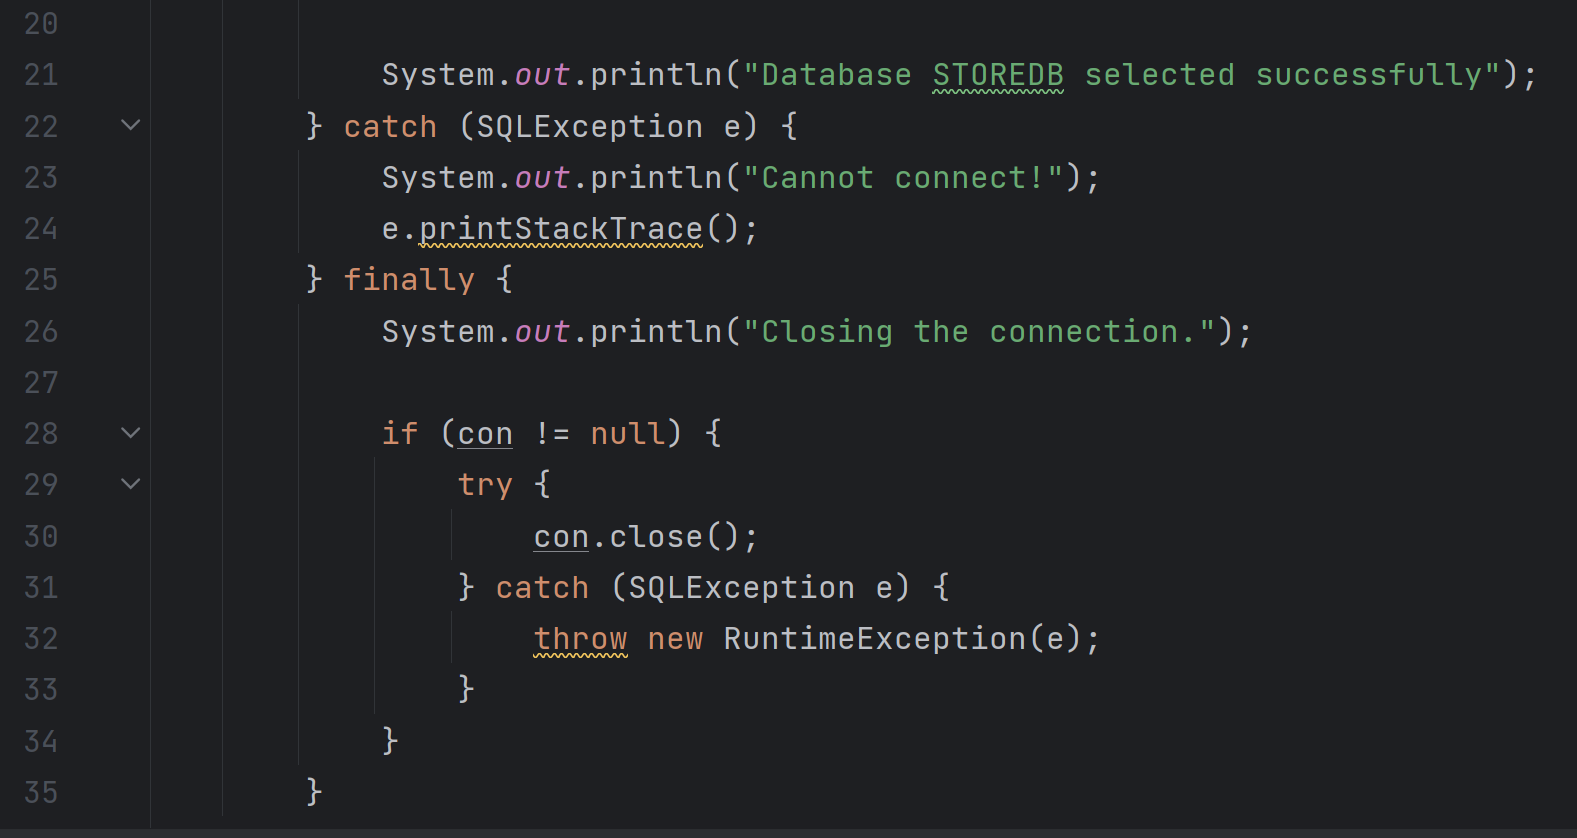 20
21 System.out.println("Database STOREDB selected successfully");
22 } catch (SQLException e) {
23 System.out.println("Cannot connect!");
24 e.printStackTrace();
25 } finally {
26 System.out.println("Closing the connection.");
27
28 if (con != null) {
29 try {
30 con.close();
31 } catch (SQLException e) {
32 throw new RuntimeException(e);
33 }
34 }
35 }